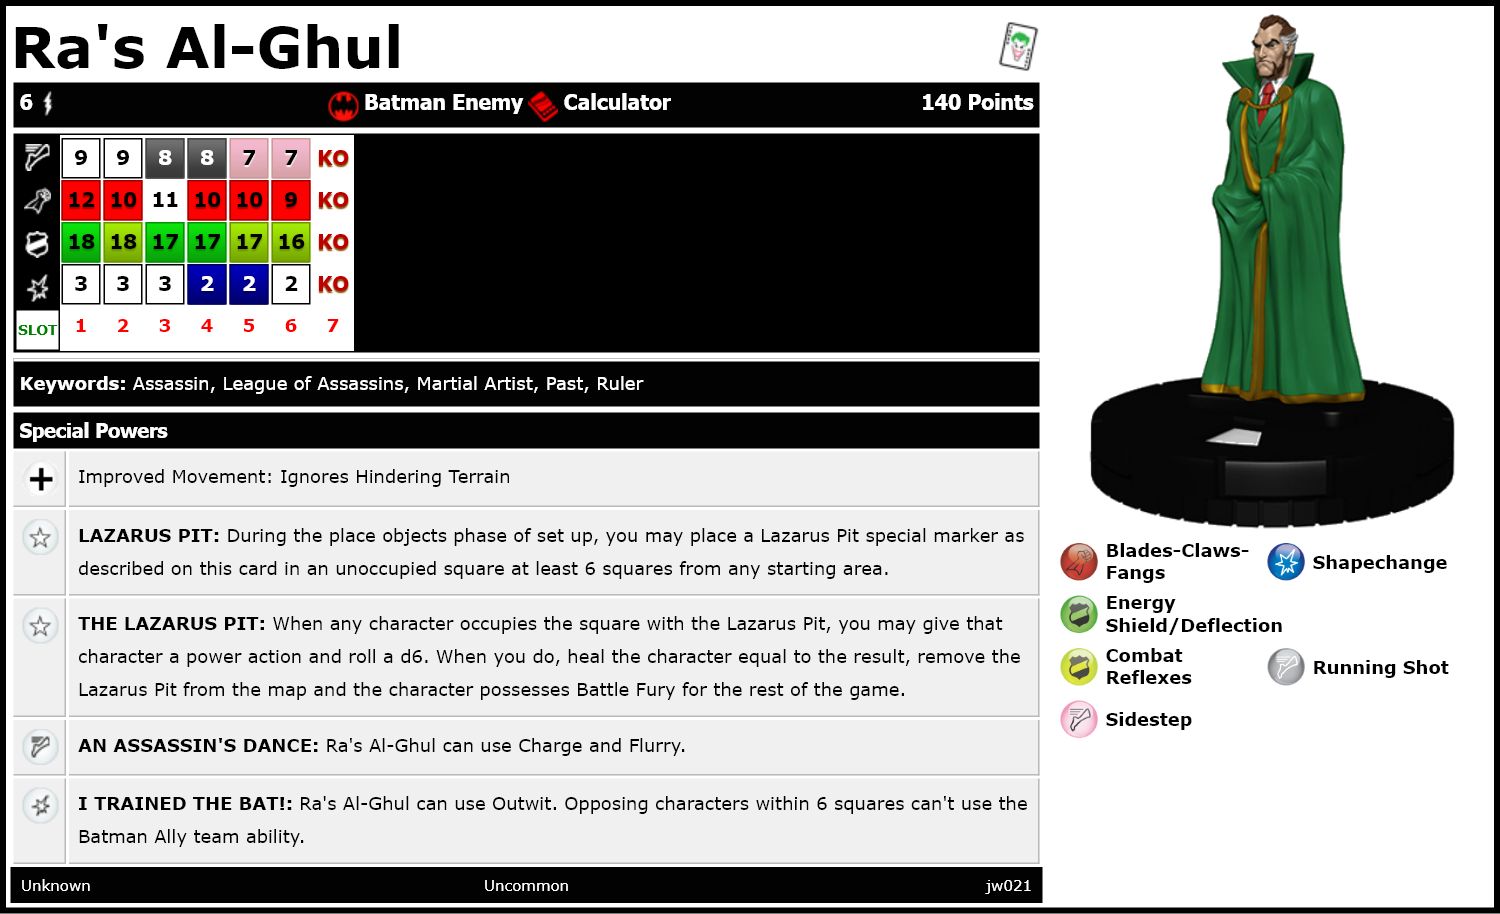 Ra's Al-Ghul
6 Batman Enemy Calculator 140 Points
9 9 8 8 7 7 KO
12 10 11 10 10 9 KO
18 18 17 17 17 16 KO
3 3 3 2 2 2 KO
SLOT 1 2 3 4 5 6 7
Keywords: Assassin, League of Assassins, Martial Artist, Past, Ruler
Special Powers
Improved Movement: Ignores Hindering Terrain
LAZARUS PIT: During the place objects phase of set up, you may place a Lazarus Pit special marker as
described on this card in an unoccupied square at least 6 squares from any starting area.
THE LAZARUS PIT: When any character occupies the square with the Lazarus Pit, you may give that
character a power action and roll a d6. When you do, heal the character equal to the result, remove the
Lazarus Pit from the map and the character possesses Battle Fury for the rest of the game.
AN ASSASSIN'S DANCE: Ra's Al-Ghul can use Charge and Flurry.
I TRAINED THE BAT!: Ra's Al-Ghul can use Outwit. Opposing characters within 6 squares can't use the
Batman Ally team ability.
Unknown Uncommon jw021
Blades-Claws-
Fangs
Shapechange
Energy
Shield/Deflection
Combat
Reflexes
Running Shot
Sidestep